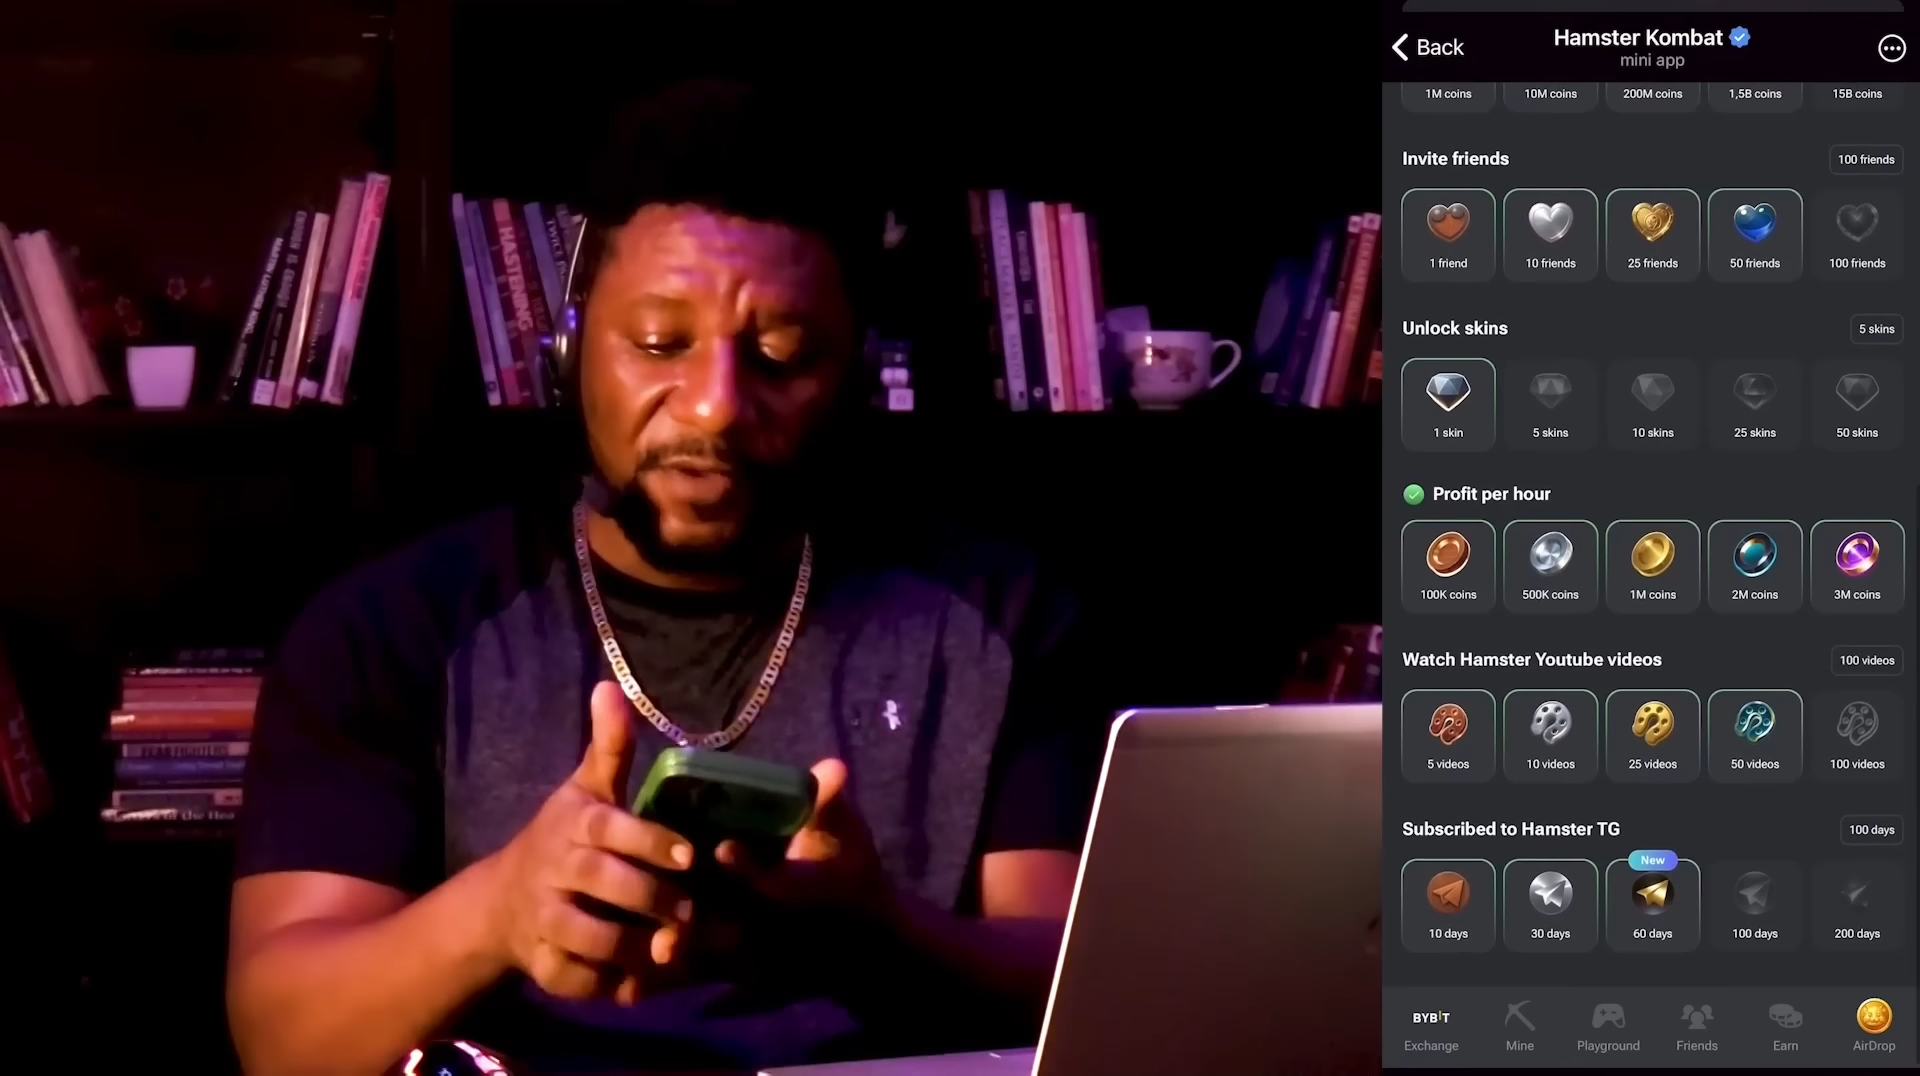 Back
Hamster Kombat
mini app
1M coins
10M coins
200M coins
1,5B coins
15B coins
Invite friends
100 friends
1 friend
10 friends
25 friends
50 friends
100 friends
Unlock skins
5 skins
1 skin
5 skins
10 skins
25 skins
50 skins
Profit per hour
100K coins
500K coins
1M coins
2M coins
3M coins
Watch Hamster Youtube videos
100 videos
5 videos
10 videos
25 videos
50 videos
100 videos
Subscribed to Hamster TG
100 days
New
10 days
30 days
60 days
100 days
200 days
BYBIT
Exchange
Mine
Playground
Friends
Earn
AirDrop
HASTENING